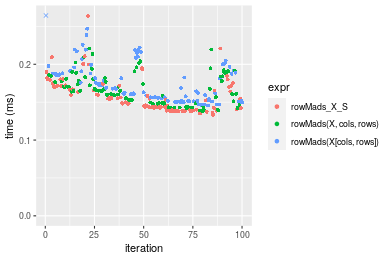 0.2
0.1
0.0
0
25
50
75
100
time (ms)
iteration
expr
rowMads_X_S
rowMads(X, cols, rows)
rowMads(X[cols, rows])